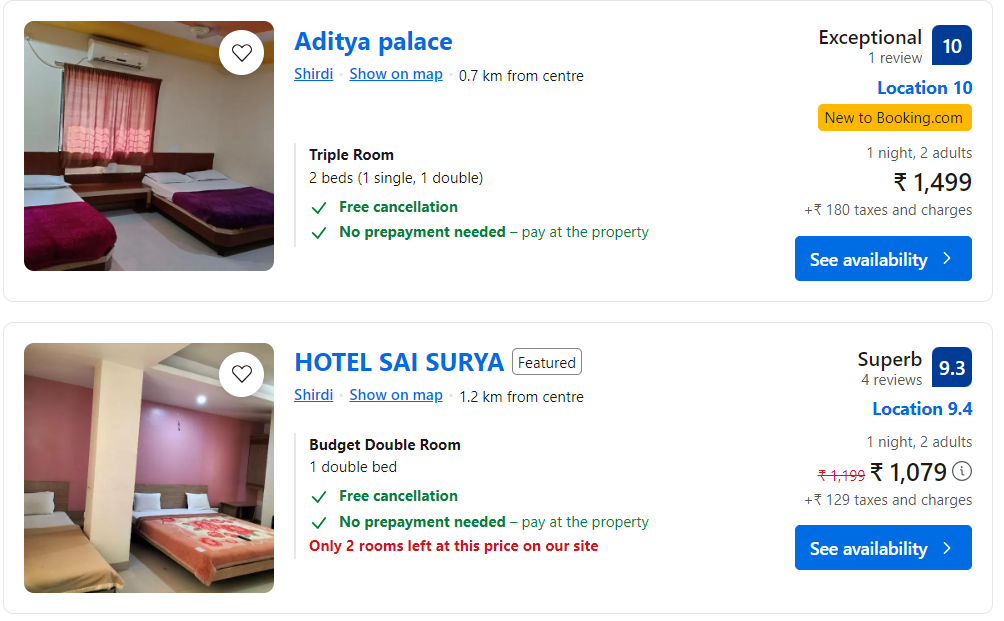 Aditya palace
Shirdi · Show on map · 0.7 km from centre
Exceptional 10
1 review
Location 10
New to Booking.com
Triple Room
2 beds (1 single, 1 double)
Free cancellation
No prepayment needed – pay at the property
1 night, 2 adults
₹ 1,499
+₹ 180 taxes and charges
See availability
HOTEL SAI SURYA Featured
Shirdi · Show on map · 1.2 km from centre
Superb 9.3
4 reviews
Location 9.4
Budget Double Room
1 double bed
Free cancellation
No prepayment needed – pay at the property
Only 2 rooms left at this price on our site
1 night, 2 adults
₹ 1,199 ₹ 1,079
+₹ 129 taxes and charges
See availability